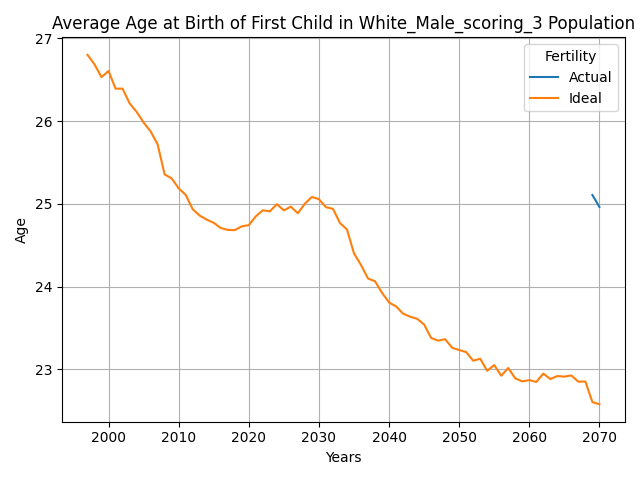 Average Age at Birth of First Child in White_Male_scoring_3 Population
27
26
25
24
23
Age
Fertility
Actual
Ideal
2000 2010 2020 2030 2040 2050 2060 2070
Years